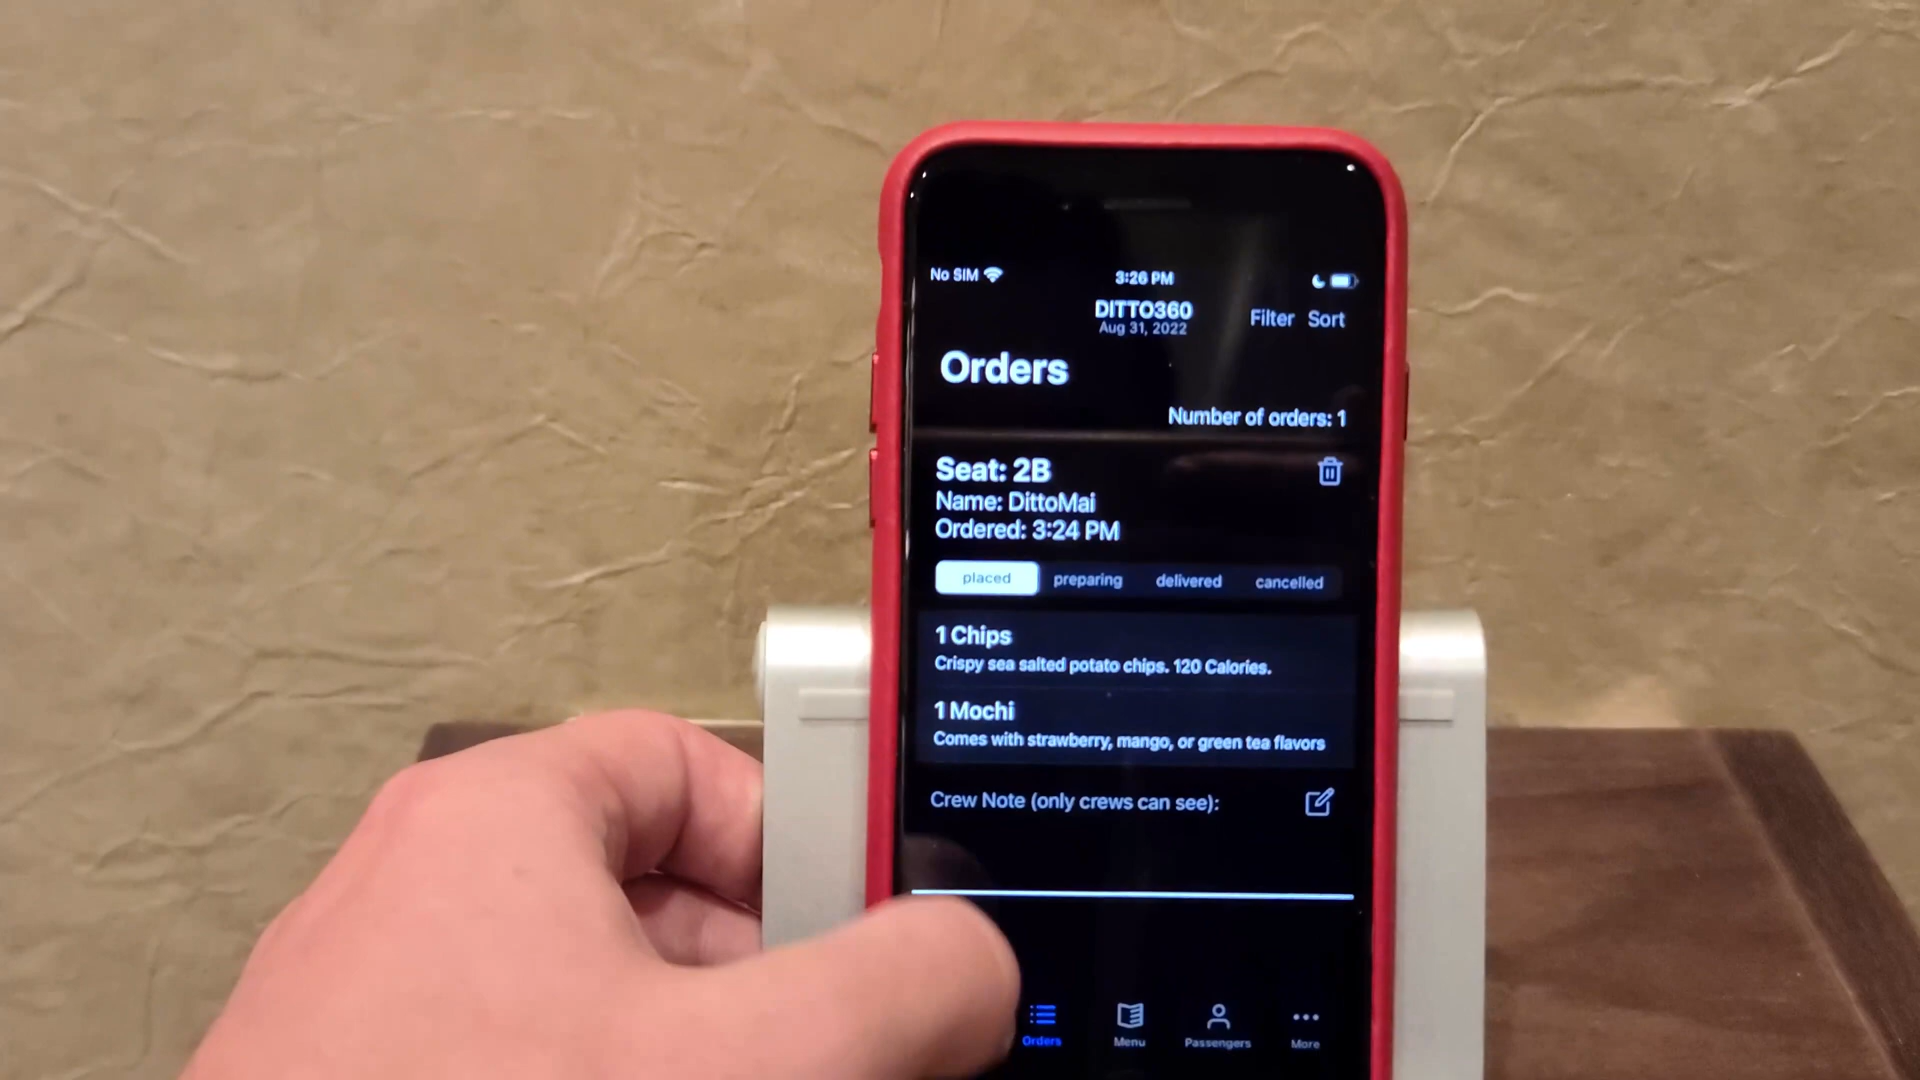 No SIM
3:26 PM
DITTO360
Aug 31, 2022
Filter Sort
Orders
Number of orders: 1
Seat: 2B
Name: DittoMai
Ordered: 3:24 PM
placed preparing delivered cancelled
1 Chips
Crispy sea salted potato chips. 120 Calories.
1 Mochi
Comes with strawberry, mango, or green tea flavors
Crew Note (only crews can see):
Orders Menu Passengers More